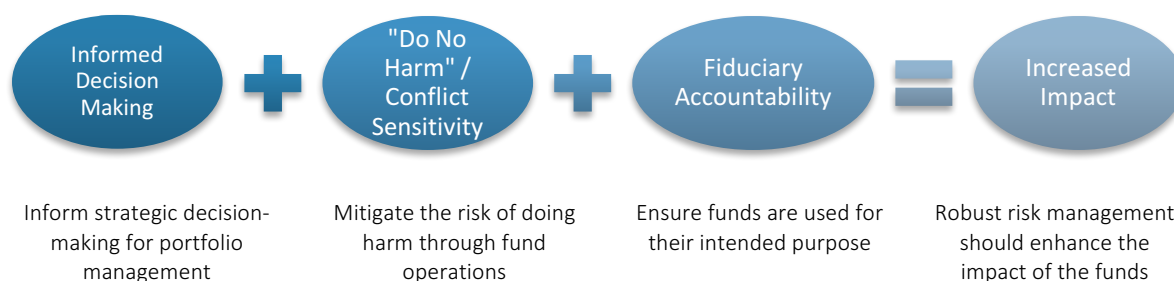 Informed
Decision
Making
"Do No
Harm" /
Conflict
Sensitivity
Fiduciary
Accountability
Increased
Impact
Inform strategic decision-
making for portfolio
management
Mitigate the risk of doing
harm through fund
operations
Ensure funds are used for
their intended purpose
Robust risk management
should enhance the
impact of the funds